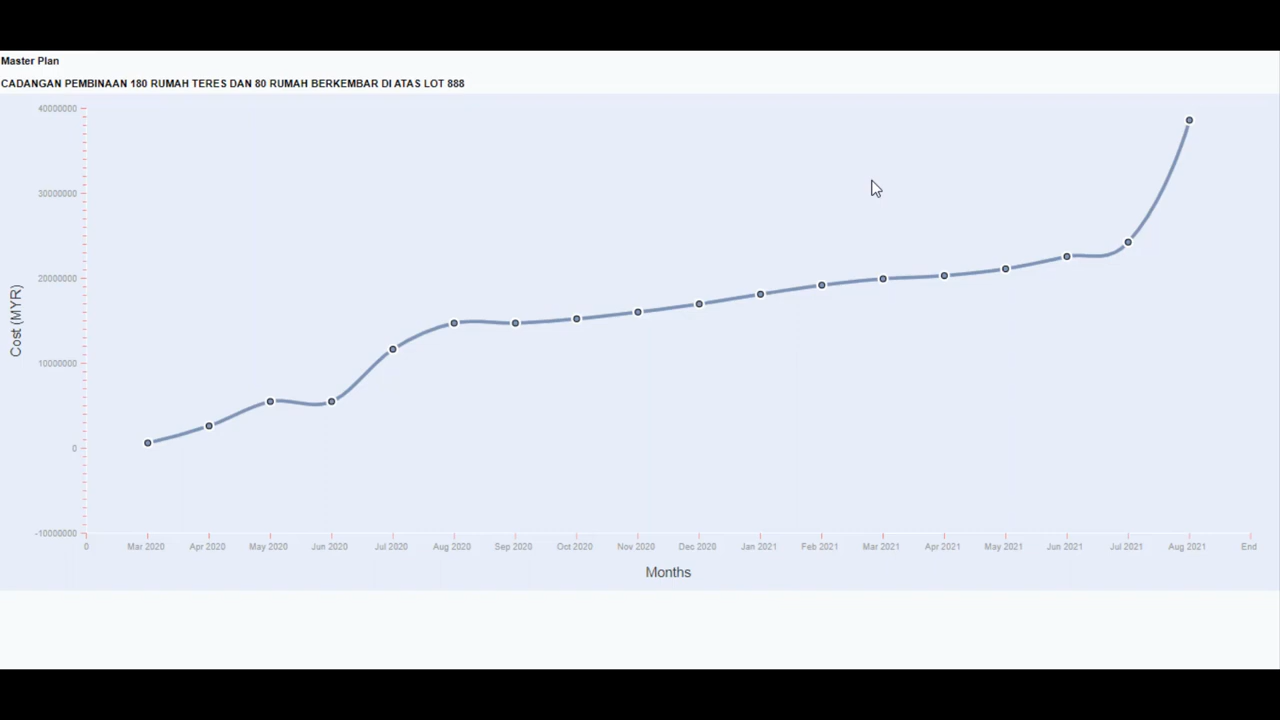 Master Plan
CADANGAN PEMBINAAN 180 RUMAH TERES DAN 80 RUMAH BERKEMBAR DI ATAS LOT 888
40000000
30000000
20000000
10000000
0
-10000000
Cost (MYR)
0 Mar 2020 Apr 2020 May 2020 Jun 2020 Jul 2020 Aug 2020 Sep 2020 Oct 2020 Nov 2020 Dec 2020 Jan 2021 Feb 2021 Mar 2021 Apr 2021 May 2021 Jun 2021 Jul 2021 Aug 2021 End
Months